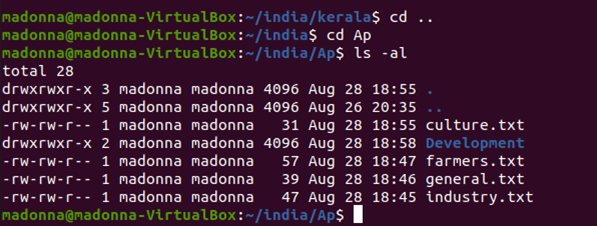 madonna@madonna-VirtualBox:~/india/kerala$ cd ..
madonna@madonna-VirtualBox:~/india$ cd Ap
madonna@madonna-VirtualBox:~/india/Ap$ ls -al
total 28
drwxrwxr-x 3 madonna madonna 4096 Aug 28 18:55 .
drwxrwxr-x 5 madonna madonna 4096 Aug 26 20:35 ..
-rw-rw-r-- 1 madonna madonna   31 Aug 28 18:55 culture.txt
drwxrwxr-x 2 madonna madonna 4096 Aug 28 18:58 Development
-rw-rw-r-- 1 madonna madonna   57 Aug 28 18:47 farmers.txt
-rw-rw-r-- 1 madonna madonna   39 Aug 28 18:46 general.txt
-rw-rw-r-- 1 madonna madonna   47 Aug 28 18:45 industry.txt
madonna@madonna-VirtualBox:~/india/Ap$